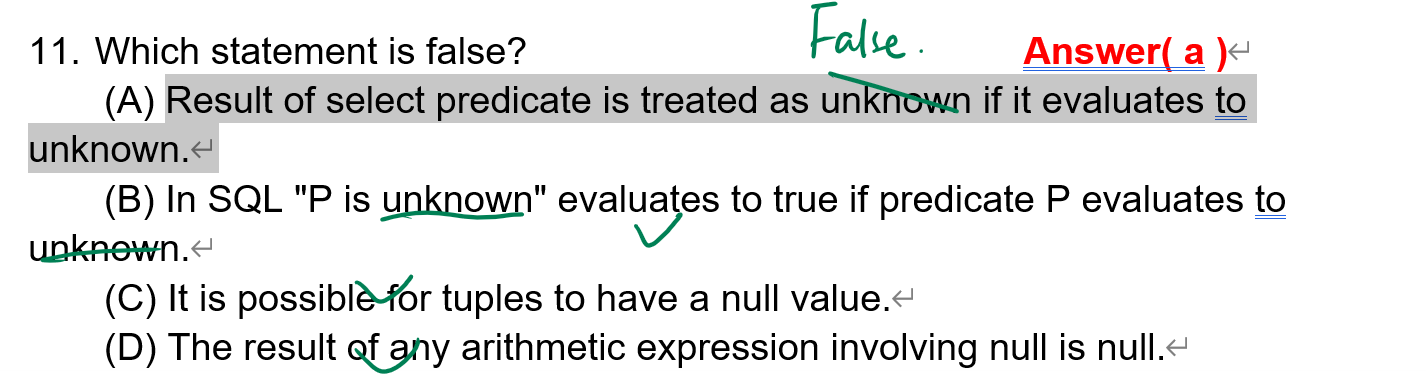 False.
11. Which statement is false? Answer( a )
(A) Result of select predicate is treated as unknown if it evaluates to
unknown.
(B) In SQL "P is unknown" evaluates to true if predicate P evaluates to
unknown.
(C) It is possible for tuples to have a null value.
(D) The result of any arithmetic expression involving null is null.